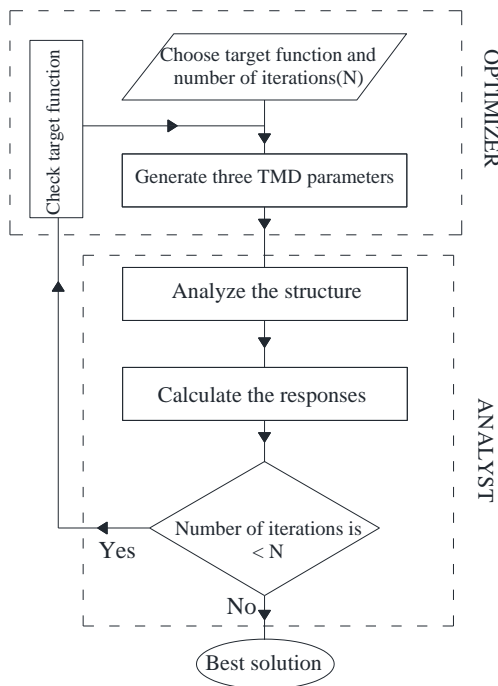 Choose target function and
number of iterations(N)
OPTIMIZER
Check target function
Generate three TMD parameters
Analyze the structure
Calculate the responses
ANALYST
Number of iterations is
< N
Yes
No
Best solution